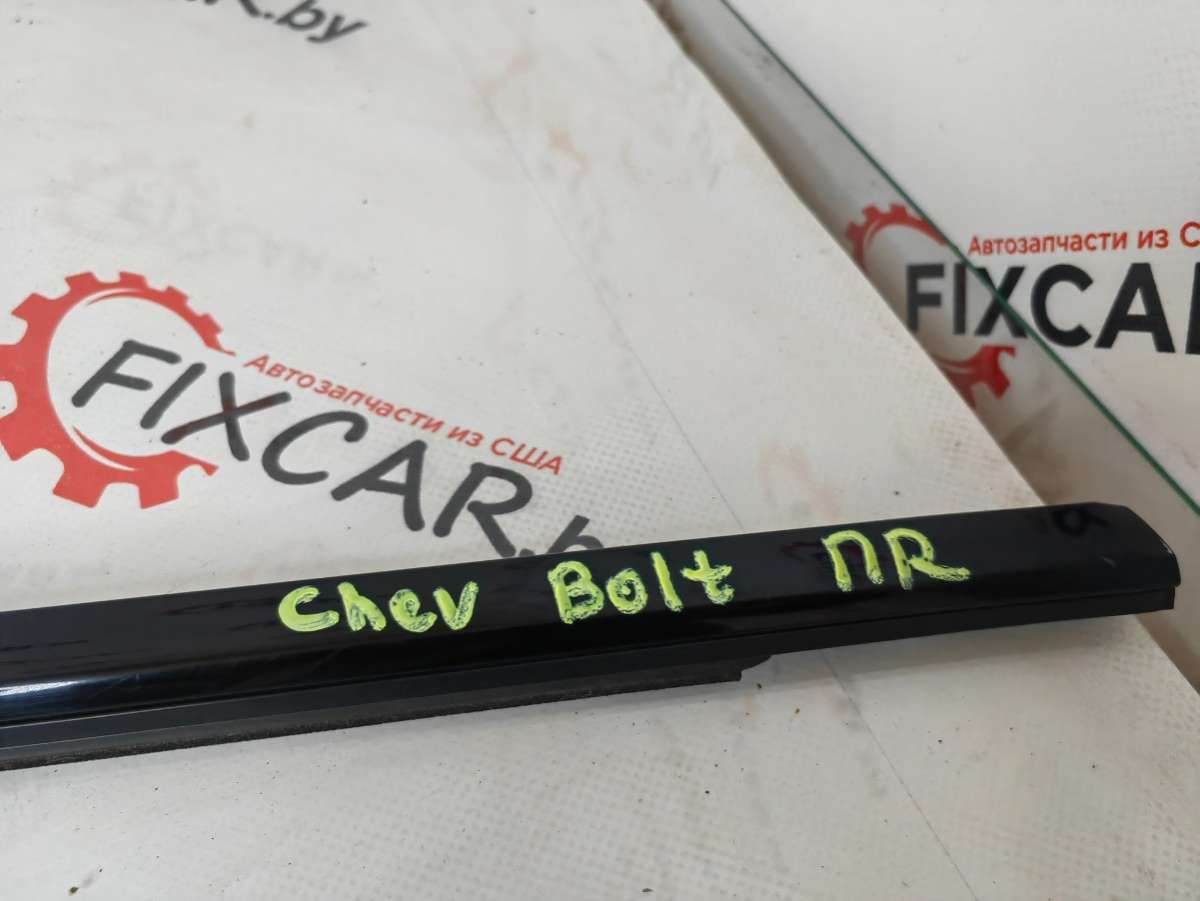 R.by
Автозапчасти из С
FIXCAR
Автозапчасти из США
FIXCAR.b
Chev Bolt ПR